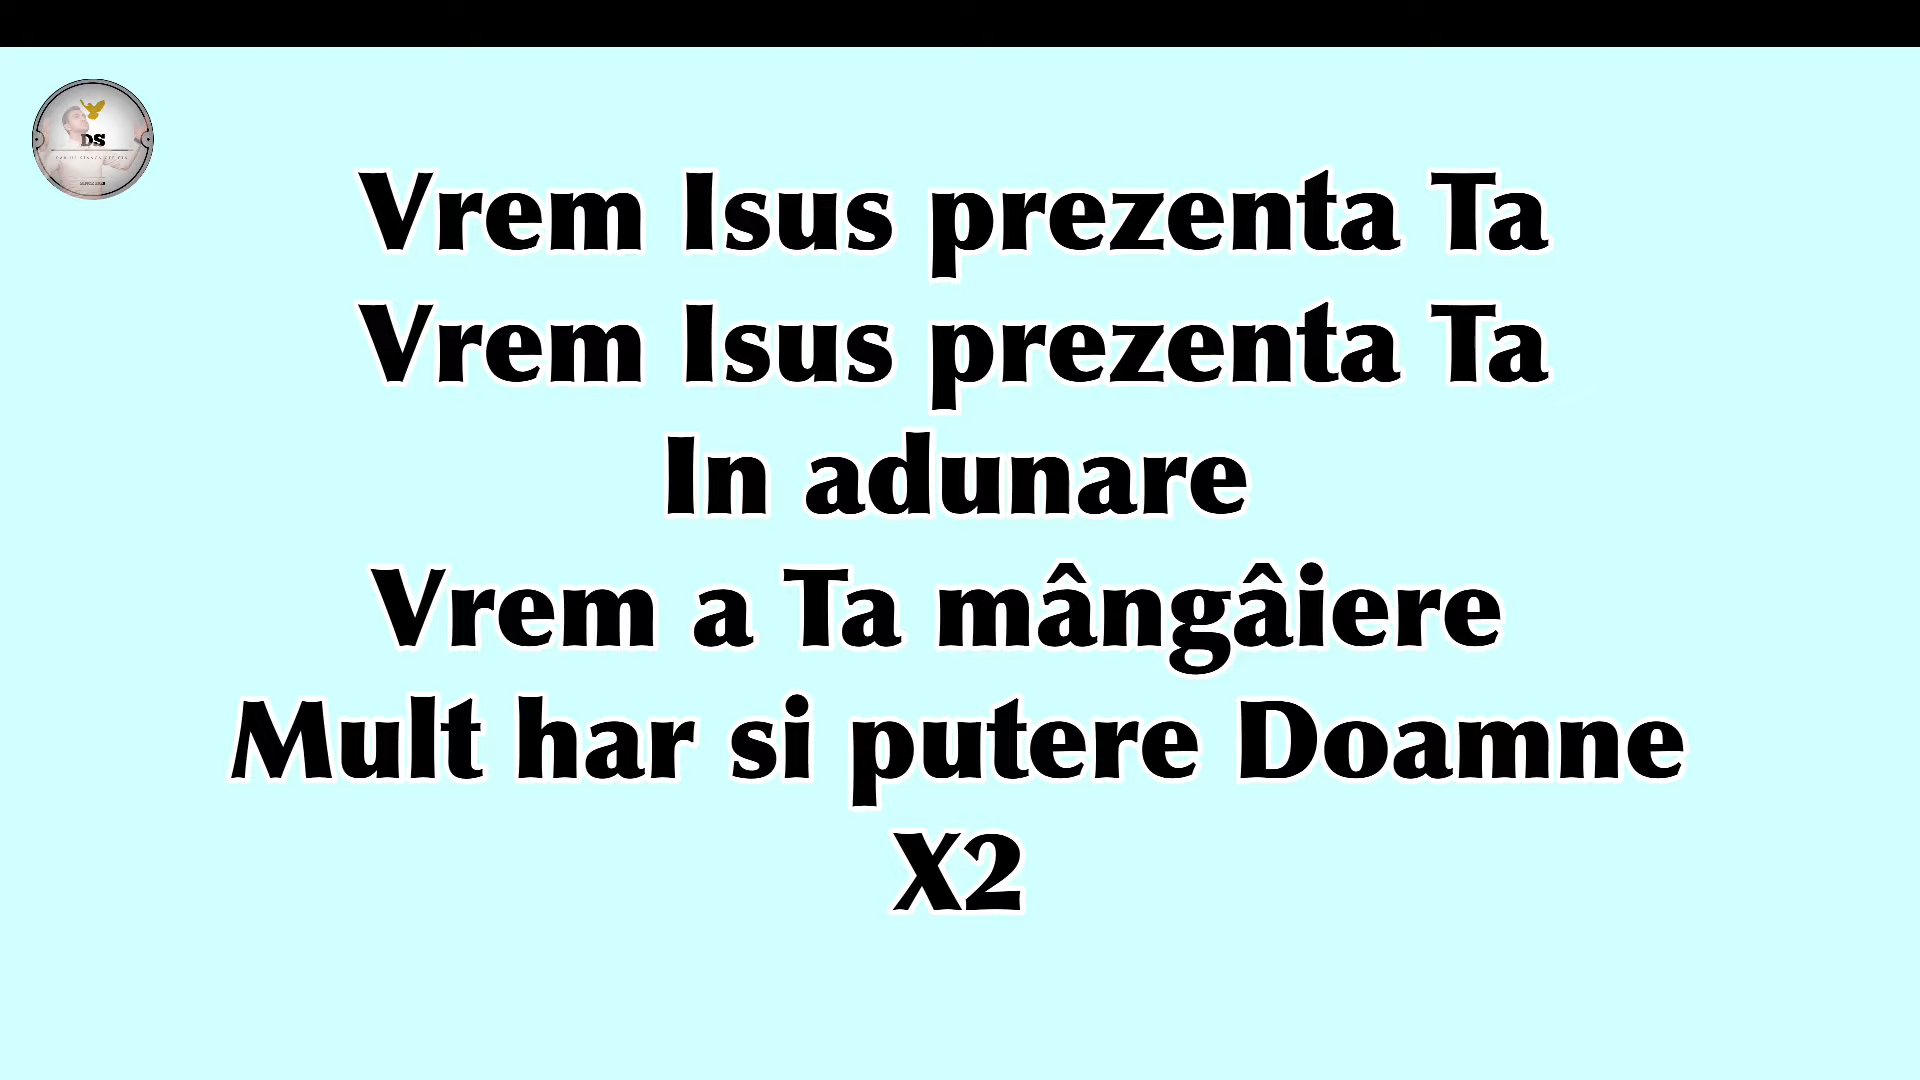 DS
Vrem Isus prezenta Ta
Vrem Isus prezenta Ta
In adunare
Vrem a Ta mângâiere
Mult har si putere Doamne
X2